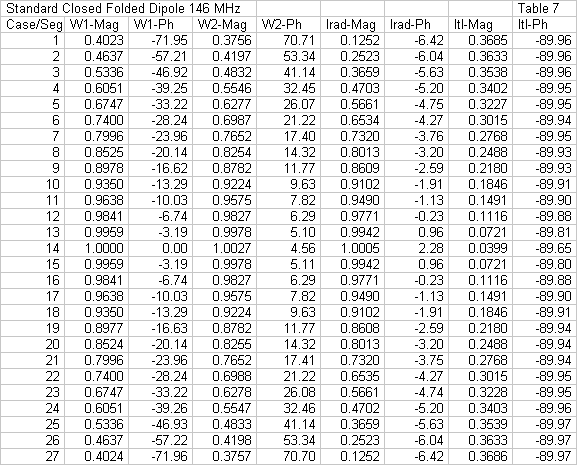 Standard Closed Folded Dipole 146 MHz Table 7
Case/Seg W1-Mag W1-Ph W2-Mag W2-Ph Irad-Mag Irad-Ph Itl-Mag Itl-Ph
1 0.4023 -71.95 0.3756 70.71 0.1252 -6.42 0.3685 -89.96
2 0.4637 -57.21 0.4197 53.34 0.2523 -6.04 0.3633 -89.96
3 0.5336 -46.92 0.4832 41.14 0.3659 -5.63 0.3538 -89.96
4 0.6051 -39.25 0.5546 32.45 0.4703 -5.20 0.3402 -89.95
5 0.6747 -33.22 0.6277 26.07 0.5661 -4.75 0.3227 -89.95
6 0.7400 -28.24 0.6987 21.22 0.6534 -4.27 0.3015 -89.94
7 0.7996 -23.96 0.7652 17.40 0.7320 -3.76 0.2768 -89.95
8 0.8525 -20.14 0.8254 14.32 0.8013 -3.20 0.2488 -89.93
9 0.8978 -16.62 0.8782 11.77 0.8609 -2.59 0.2180 -89.93
10 0.9350 -13.29 0.9224 9.63 0.9102 -1.91 0.1846 -89.91
11 0.9638 -10.03 0.9575 7.82 0.9490 -1.13 0.1491 -89.90
12 0.9841 -6.74 0.9827 6.29 0.9771 -0.23 0.1116 -89.88
13 0.9959 -3.19 0.9978 5.10 0.9942 0.96 0.0721 -89.81
14 1.0000 0.00 1.0027 4.56 1.0005 2.28 0.0399 -89.65
15 0.9959 -3.19 0.9978 5.11 0.9942 0.96 0.0721 -89.80
16 0.9841 -6.74 0.9827 6.29 0.9771 -0.23 0.1116 -89.88
17 0.9638 -10.03 0.9575 7.82 0.9490 -1.13 0.1491 -89.90
18 0.9350 -13.29 0.9224 9.63 0.9102 -1.91 0.1846 -89.91
19 0.8977 -16.63 0.8782 11.77 0.8608 -2.59 0.2180 -89.94
20 0.8524 -20.14 0.8255 14.32 0.8013 -3.20 0.2488 -89.94
21 0.7996 -23.96 0.7652 17.41 0.7320 -3.75 0.2768 -89.94
22 0.7400 -28.24 0.6988 21.22 0.6535 -4.27 0.3015 -89.95
23 0.6747 -33.22 0.6278 26.08 0.5661 -4.74 0.3228 -89.95
24 0.6051 -39.26 0.5547 32.46 0.4702 -5.20 0.3403 -89.96
25 0.5336 -46.93 0.4833 41.14 0.3659 -5.63 0.3539 -89.97
26 0.4637 -57.22 0.4198 53.34 0.2523 -6.04 0.3633 -89.96
27 0.4024 -71.96 0.3757 70.70 0.1252 -6.42 0.3686 -89.97